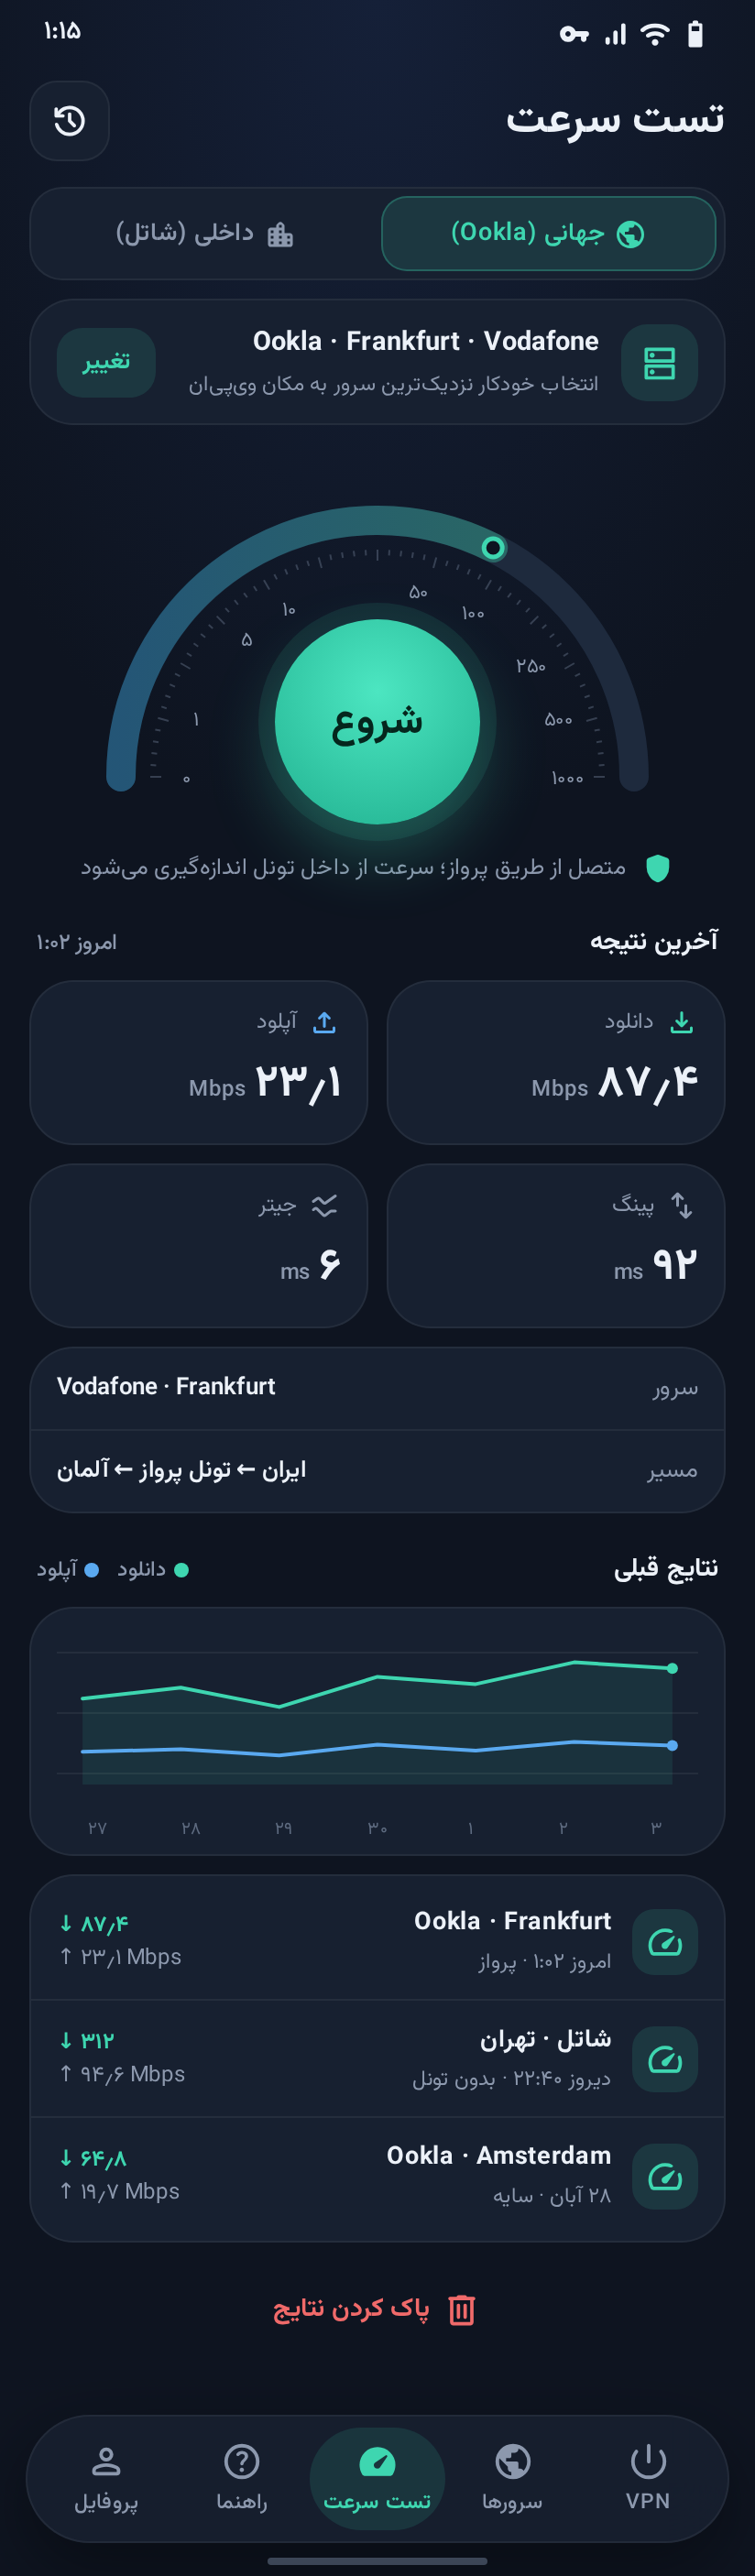 ۱:۱۵
تست سرعت
جهانی (Ookla)
داخلی (شاتل)
Ookla · Frankfurt · Vodafone
انتخاب خودکار نزدیک‌ترین سرور به مکان وی‌پی‌ان
تغییر
۰
۱
۵
۱۰
۵۰
۱۰۰
۲۵۰
۵۰۰
۱۰۰۰
شروع
متصل از طریق پرواز؛ سرعت از داخل تونل اندازه‌گیری می‌شود
آخرین نتیجه
امروز ۱:۰۲
دانلود
۸۷٫۴ Mbps
آپلود
۲۳٫۱ Mbps
پینگ
۹۲ ms
جیتر
۶ ms
سرور
Vodafone · Frankfurt
مسیر
ایران ← تونل پرواز ← آلمان
نتایج قبلی
دانلود
آپلود
۲۷
۲۸
۲۹
۳۰
۱
۲
۳
Ookla · Frankfurt
امروز ۱:۰۲ · پرواز
↓ ۸۷٫۴
↑ ۲۳٫۱ Mbps
شاتل · تهران
دیروز ۲۲:۴۰ · بدون تونل
↓ ۳۱۲
↑ ۹۴٫۶ Mbps
Ookla · Amsterdam
۲۸ آبان · سایه
↓ ۶۴٫۸
↑ ۱۹٫۷ Mbps
پاک کردن نتایج
VPN
سرورها
تست سرعت
راهنما
پروفایل